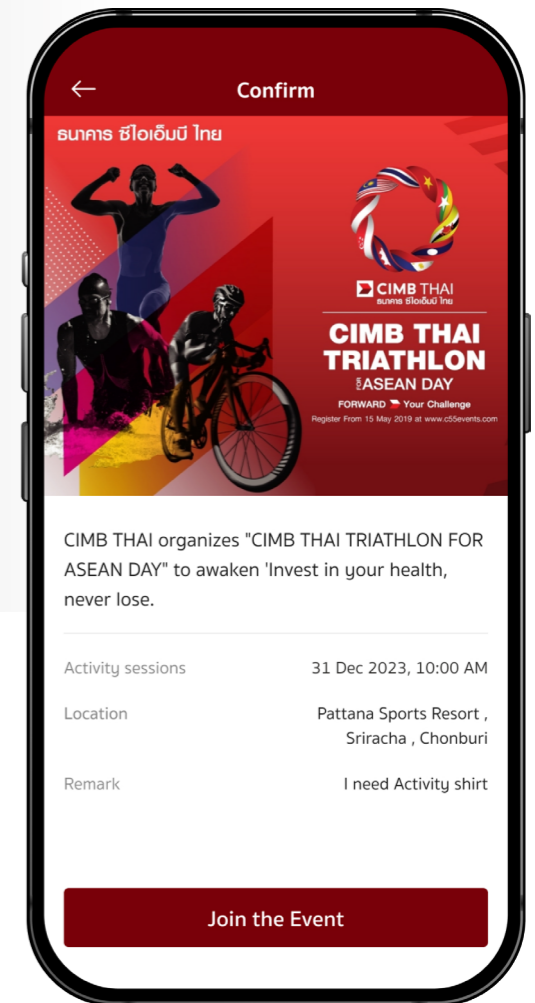 Confirm
ธนาคาร ซีไอเอ็มบี ไทย
CIMB THAI
ธนาคาร ซีไอเอ็มบี ไทย
CIMB THAI
TRIATHLON
FOR ASEAN DAY
FORWARD Your Challenge
Register From 15 May 2019 at www.c55events.com
CIMB THAI organizes "CIMB THAI TRIATHLON FOR
ASEAN DAY" to awaken 'Invest in your health,
never lose.
Activity sessions 31 Dec 2023, 10:00 AM
Location Pattana Sports Resort ,
Sriracha , Chonburi
Remark I need Activity shirt
Join the Event